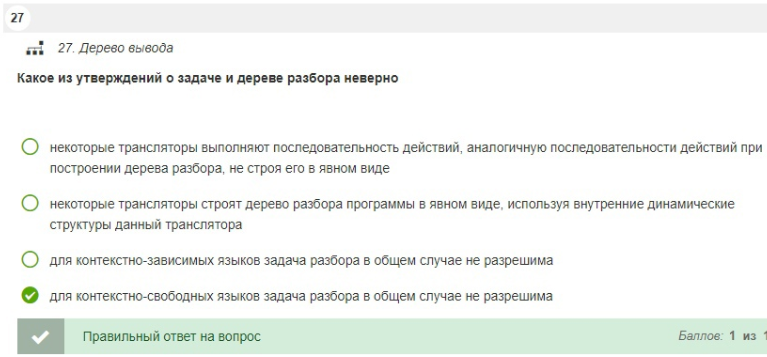 27
27. Дерево вывода
Какое из утверждений о задаче и дереве разбора неверно
некоторые трансляторы выполняют последовательность действий, аналогичную последовательности действий при
построении дерева разбора, не строя его в явном виде
некоторые трансляторы строят дерево разбора программы в явном виде, используя внутренние динамические
структуры данный транслятора
для контекстно-зависимых языков задача разбора в общем случае не разрешима
для контекстно-свободных языков задача разбора в общем случае не разрешима
Правильный ответ на вопрос Баллов: 1 из 1